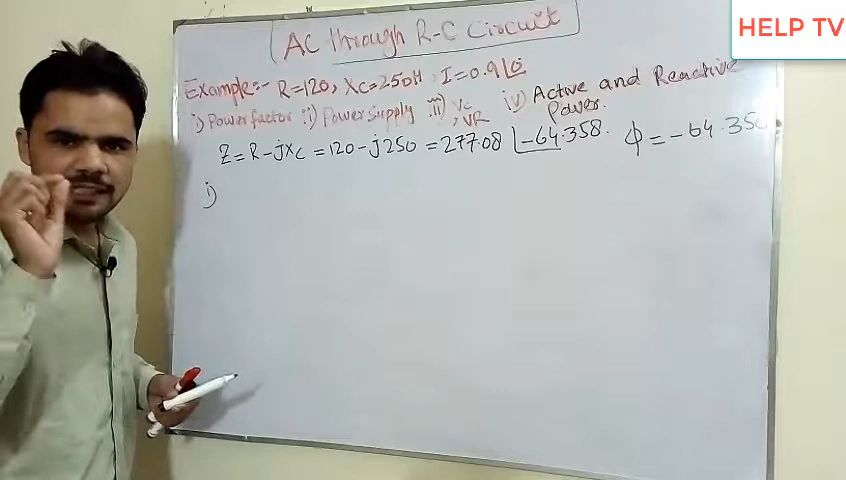 HELP TV
AC through R-C Circuit
Example:- R=120, Xc=250H, I=0.9∠0
i) Power factor ii) Power supply iii) Vc, VR iv) Active and Reactive Power.
Z=R-jXc=120-j250=277.08∠-64.358. ϕ=-64.358
i)